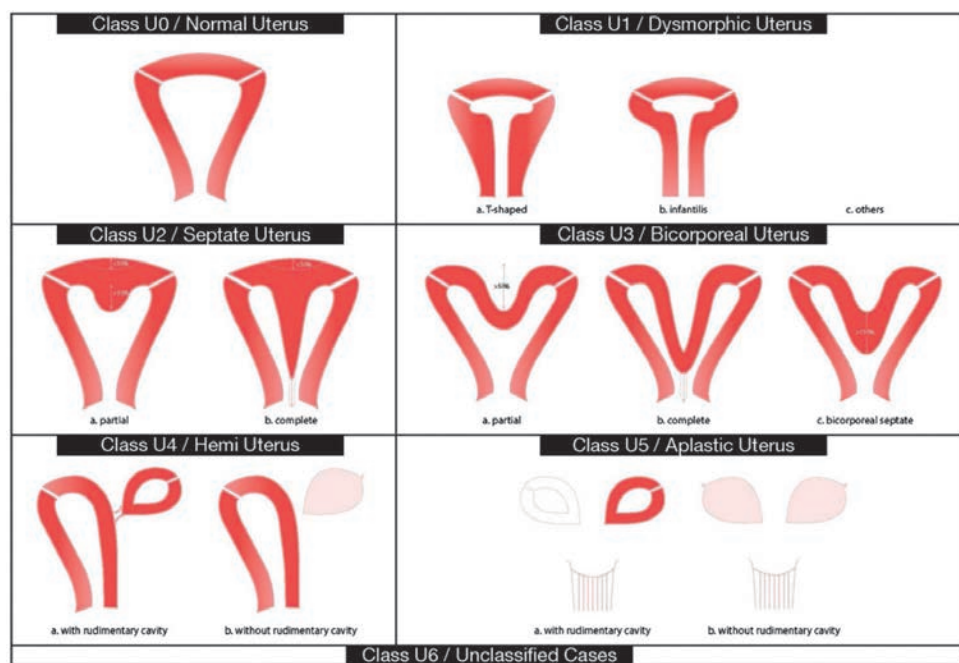 Class U0 / Normal Uterus
Class U1 / Dysmorphic Uterus
a. T-shaped
b. infantilis
c. others
Class U2 / Septate Uterus
Class U3 / Bicorporeal Uterus
a. partial
b. complete
a. partial
b. complete
c. bicorporeal septate
Class U4 / Hemi Uterus
Class U5 / Aplastic Uterus
a. with rudimentary cavity
b. without rudimentary cavity
a. with rudimentary cavity
b. without rudimentary cavity
Class U6 / Unclassified Cases